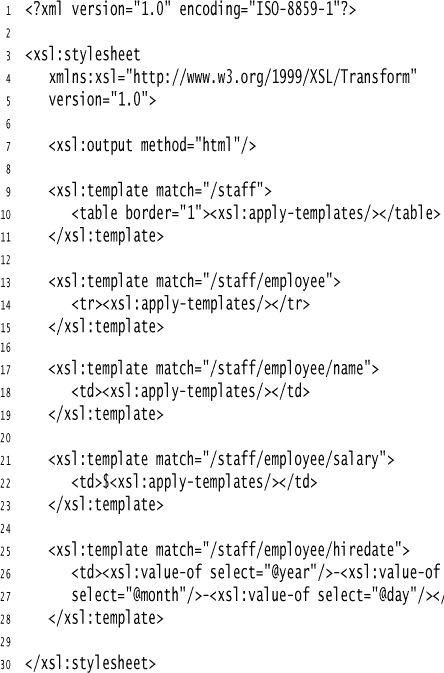 1 <?xml version="1.0" encoding="ISO-8859-1"?>
2
3 <xsl:stylesheet
4 xmlns:xsl="http://www.w3.org/1999/XSL/Transform"
5 version="1.0">
6
7 <xsl:output method="html"/>
8
9 <xsl:template match="/staff">
10 <table border="1"><xsl:apply-templates/></table>
11 </xsl:template>
12
13 <xsl:template match="/staff/employee">
14 <tr><xsl:apply-templates/></tr>
15 </xsl:template>
16
17 <xsl:template match="/staff/employee/name">
18 <td><xsl:apply-templates/></td>
19 </xsl:template>
20
21 <xsl:template match="/staff/employee/salary">
22 <td>$<xsl:apply-templates/></td>
23 </xsl:template>
24
25 <xsl:template match="/staff/employee/hiredate">
26 <td><xsl:value-of select="@year"/>-<xsl:value-of
27 select="@month"/>-<xsl:value-of select="@day"/></
28 </xsl:template>
29
30 </xsl:stylesheet>